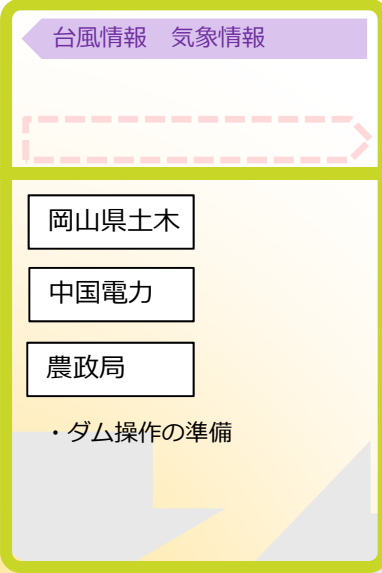 台風情報　気象情報
岡山県土木
中国電力
農政局
・ダム操作の準備